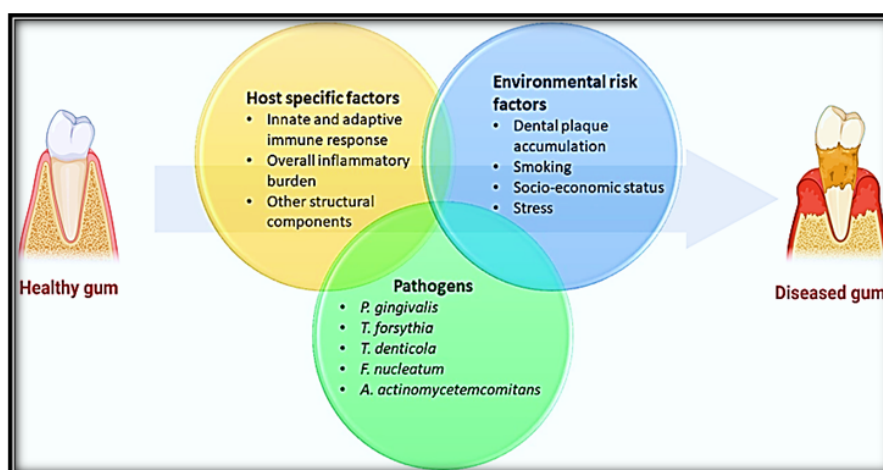 Host specific factors
• Innate and adaptive
immune response
• Overall inflammatory
burden
• Other structural
components
Environmental risk
factors
• Dental plaque
accumulation
• Smoking
• Socio-economic status
• Stress
Healthy gum
Pathogens
• P. gingivalis
• T. forsythia
• T. denticola
• F. nucleatum
• A. actinomycetemcomitans
Diseased gum